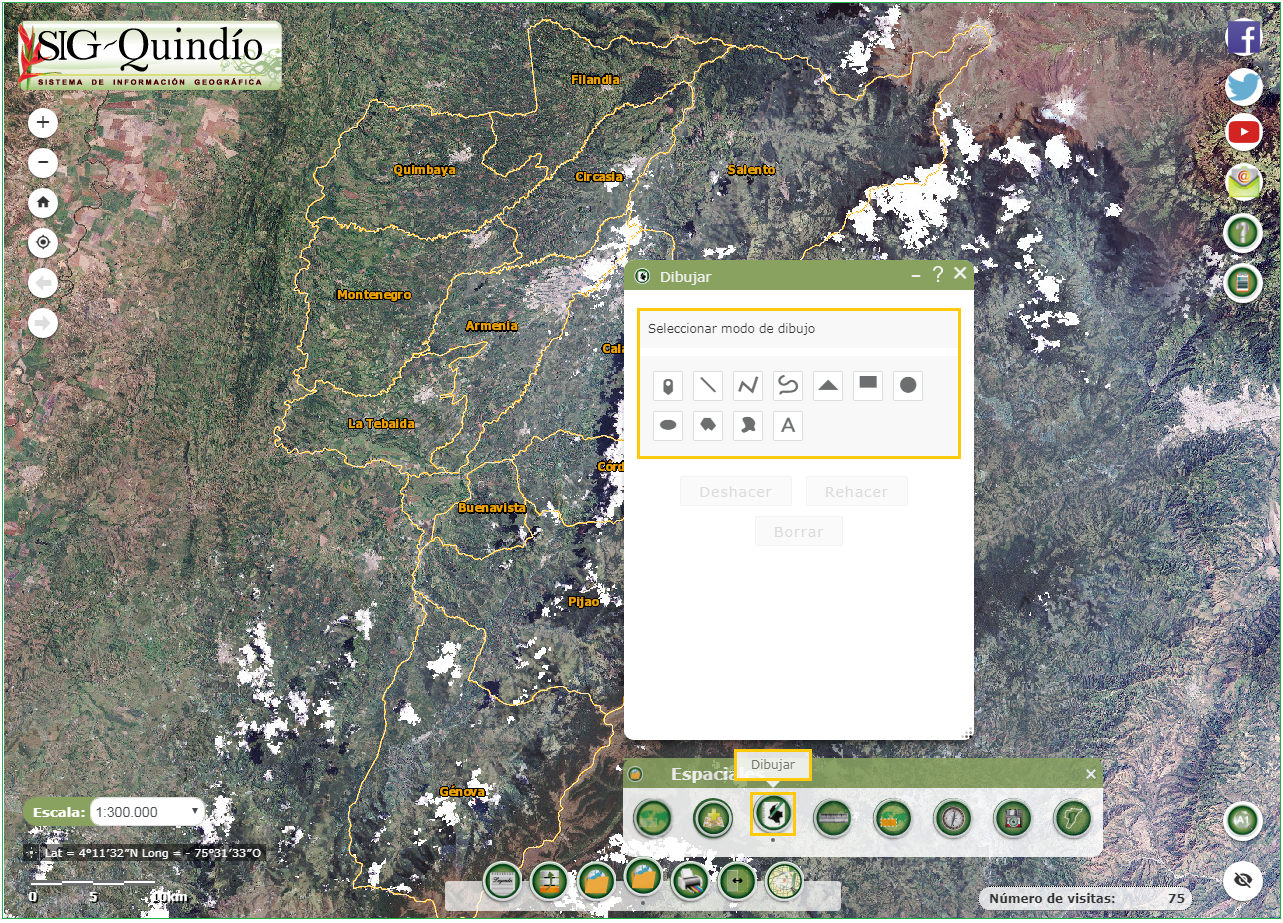 SIG-Quindío
SISTEMA DE INFORMACIÓN GEOGRÁFICA
Filandia
Quimbaya
Circasia
Salento
Montenegro
Armenia
Cala
La Tebaida
Córd
Buenavista
Pijao
Génova
Dibujar
Seleccionar modo de dibujo
A
Deshacer
Rehacer
Borrar
Dibujar
Espacia
Escala:
1:300.000
Lat = 4°11'32"N Long = - 75°31'33"O
0 5 10km
Número de visitas: 75